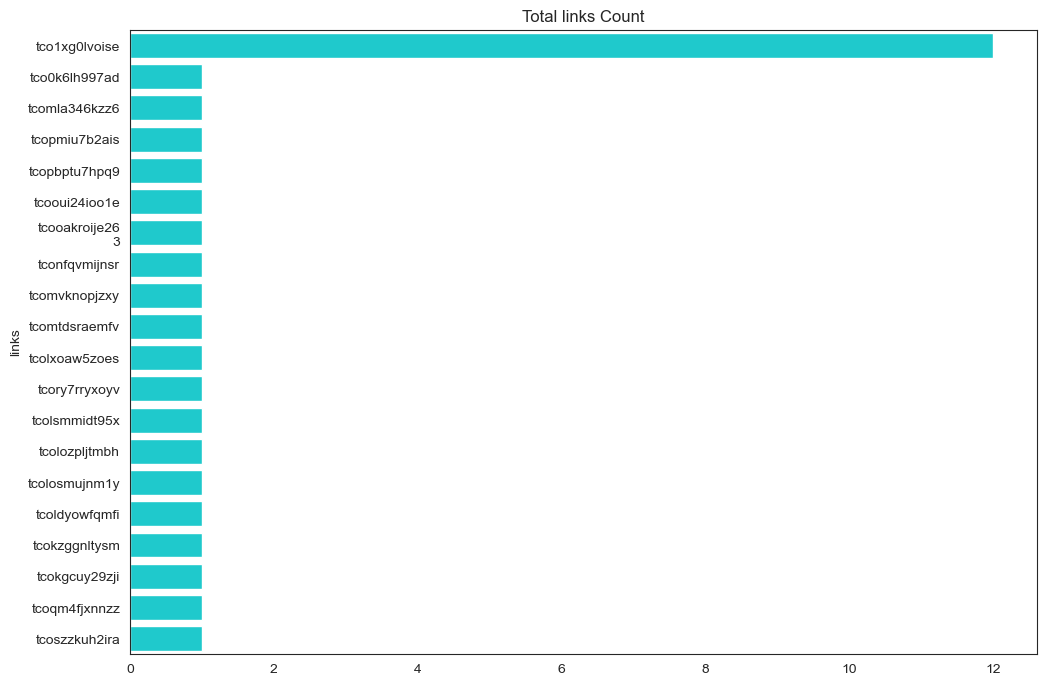 Total links Count
tco1xg0lvoise
tco0k6lh997ad
tcomla346kzz6
tcopmiu7b2ais
tcopbptu7hpq9
tcooui24ioo1e
tcooakroije26
3
tconfqvmijnsr
tcomvknopjzxy
tcomtdsraemfv
links
tcolxoaw5zoes
tcory7rryxoyv
tcolsmmidt95x
tcolozpljtmbh
tcolosmujnm1y
tcoldyowfqmfi
tcokzggnltysm
tcokgcuy29zji
tcoqm4fjxnnzz
tcoszzkuh2ira
0 2 4 6 8 10 12